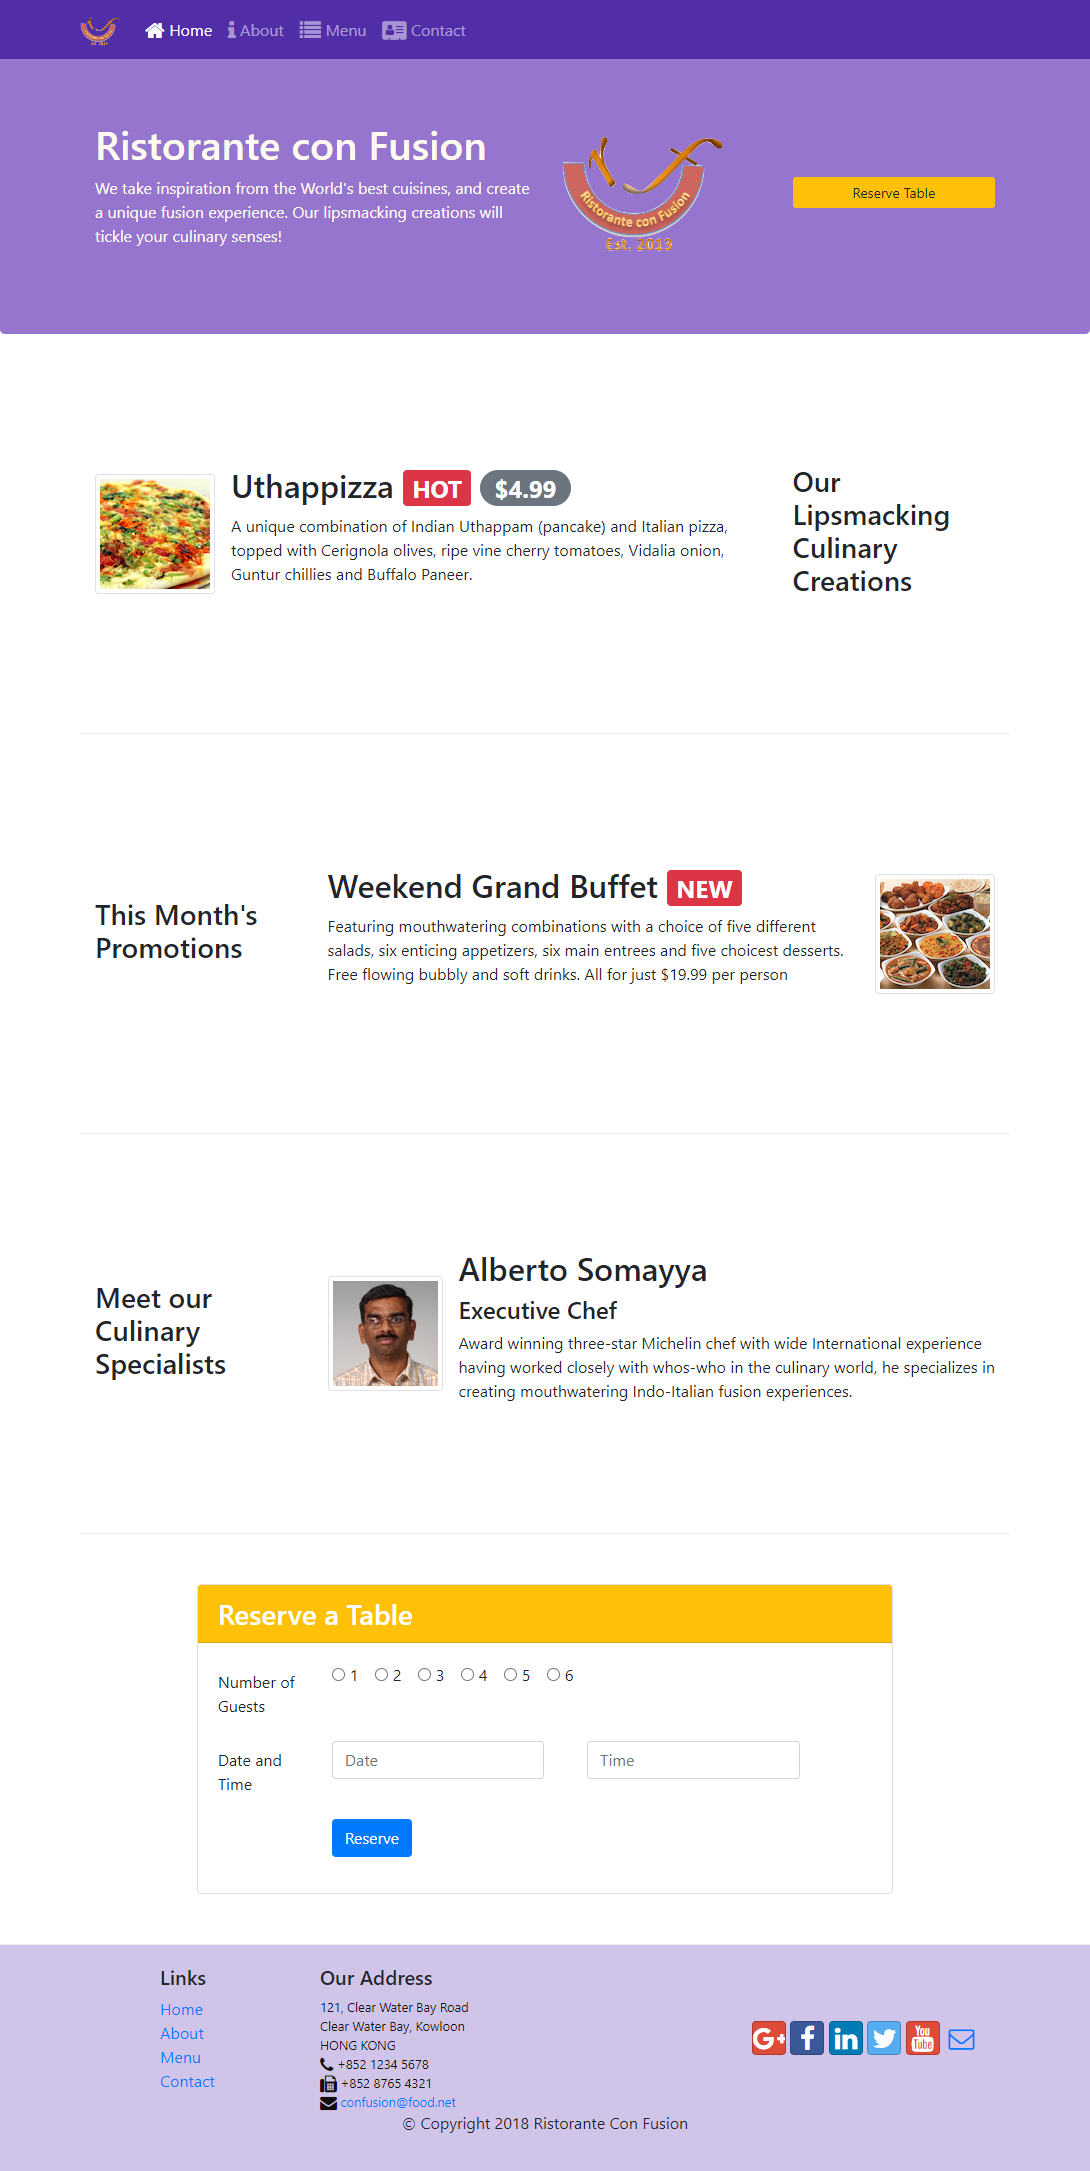 Home
About
Menu
Contact
Ristorante con Fusion
We take inspiration from the World's best cuisines, and create
a unique fusion experience. Our lipsmacking creations will
tickle your culinary senses!
Ristorante con Fusion
Est. 2013
Reserve Table
Uthappizza HOT $4.99
A unique combination of Indian Uthappam (pancake) and Italian pizza,
topped with Cerignola olives, ripe vine cherry tomatoes, Vidalia onion,
Guntur chillies and Buffalo Paneer.
Our
Lipsmacking
Culinary
Creations
This Month's
Promotions
Weekend Grand Buffet NEW
Featuring mouthwatering combinations with a choice of five different
salads, six enticing appetizers, six main entrees and five choicest desserts.
Free flowing bubbly and soft drinks. All for just $19.99 per person
Meet our
Culinary
Specialists
Alberto Somayya
Executive Chef
Award winning three-star Michelin chef with wide International experience
having worked closely with whos-who in the culinary world, he specializes in
creating mouthwatering Indo-Italian fusion experiences.
Reserve a Table
Number of
Guests
1 2 3 4 5 6
Date and
Time
Date
Time
Reserve
Links
Home
About
Menu
Contact
Our Address
121, Clear Water Bay Road
Clear Water Bay, Kowloon
HONG KONG
+852 1234 5678
+852 8765 4321
confusion@food.net
G+ f in You Tube
© Copyright 2018 Ristorante Con Fusion